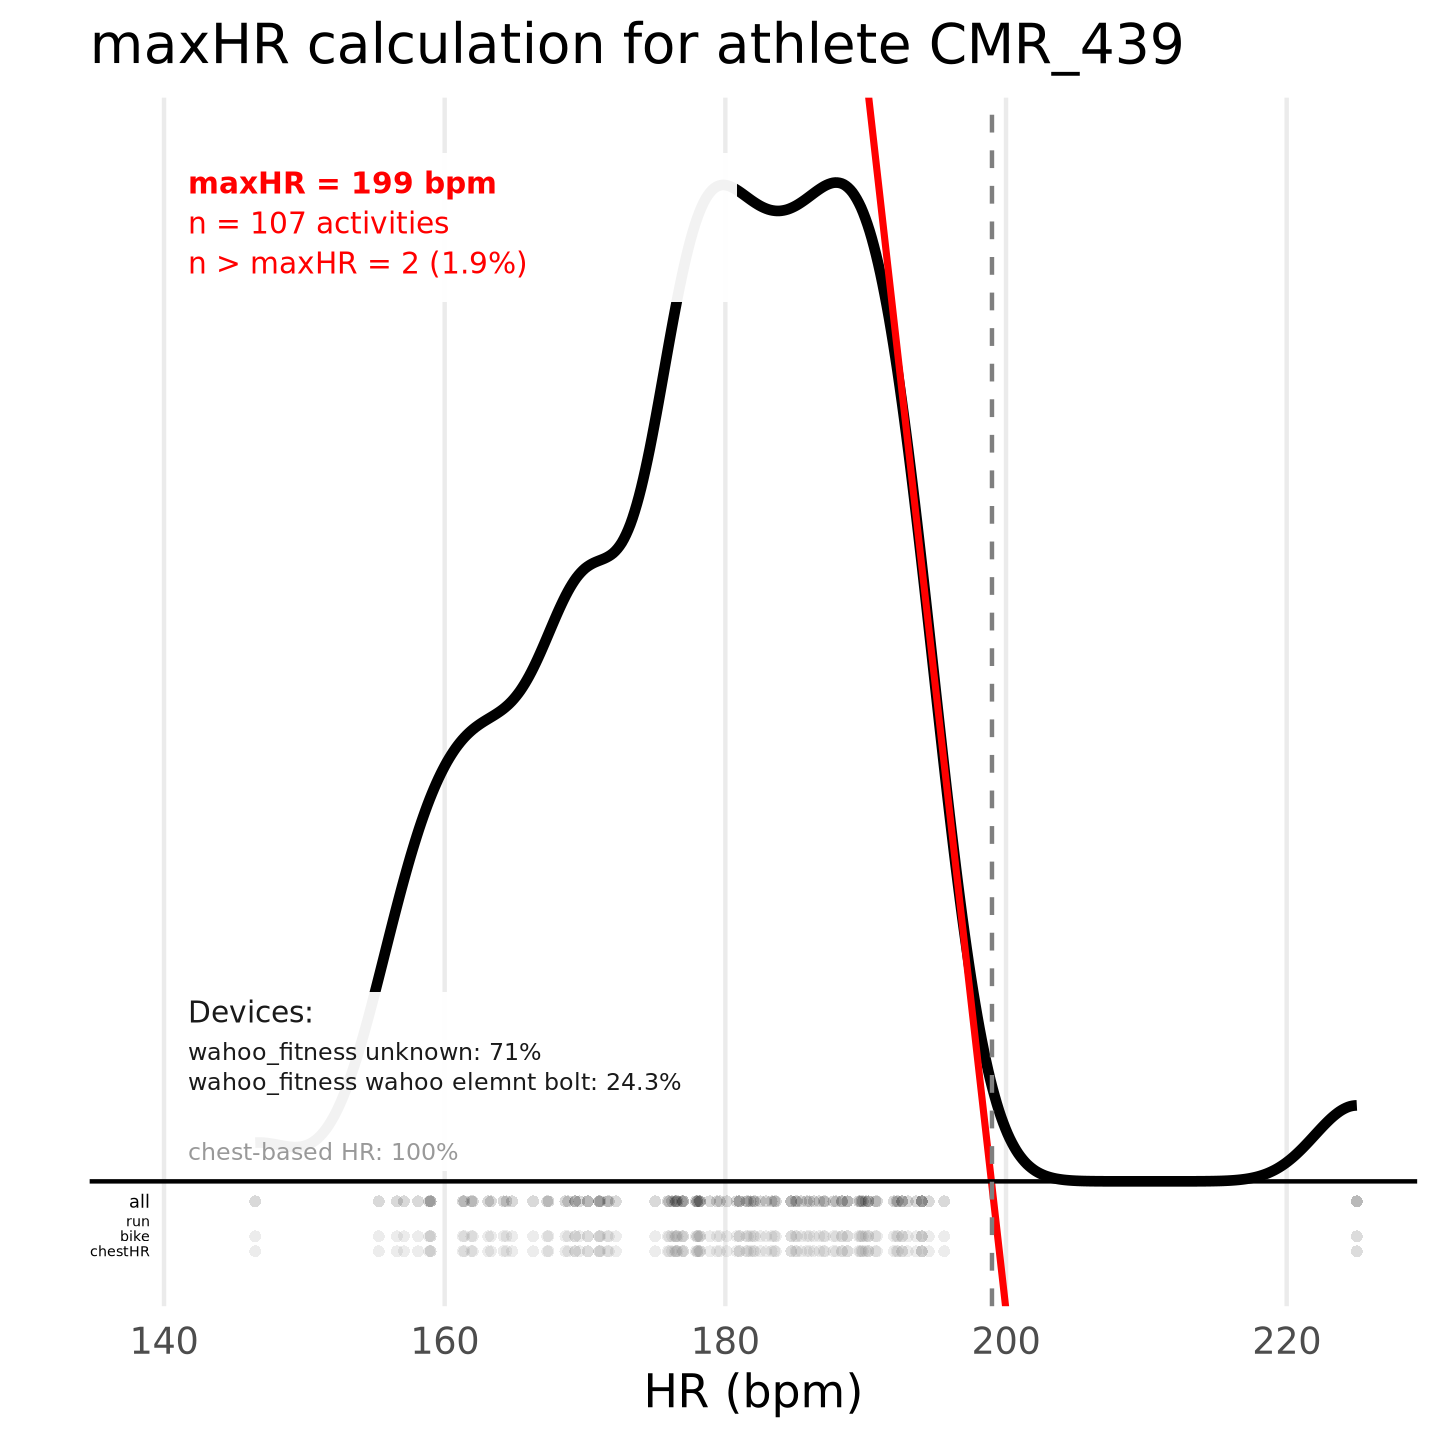 maxHR calculation for athlete CMR_439
maxHR = 199 bpm
n = 107 activities
n > maxHR = 2 (1.9%)
Devices:
wahoo_fitness unknown: 71%
wahoo_fitness wahoo elemnt bolt: 24.3%
chest-based HR: 100%
all
run
bike
chestHR
140 160 180 200 220
HR (bpm)